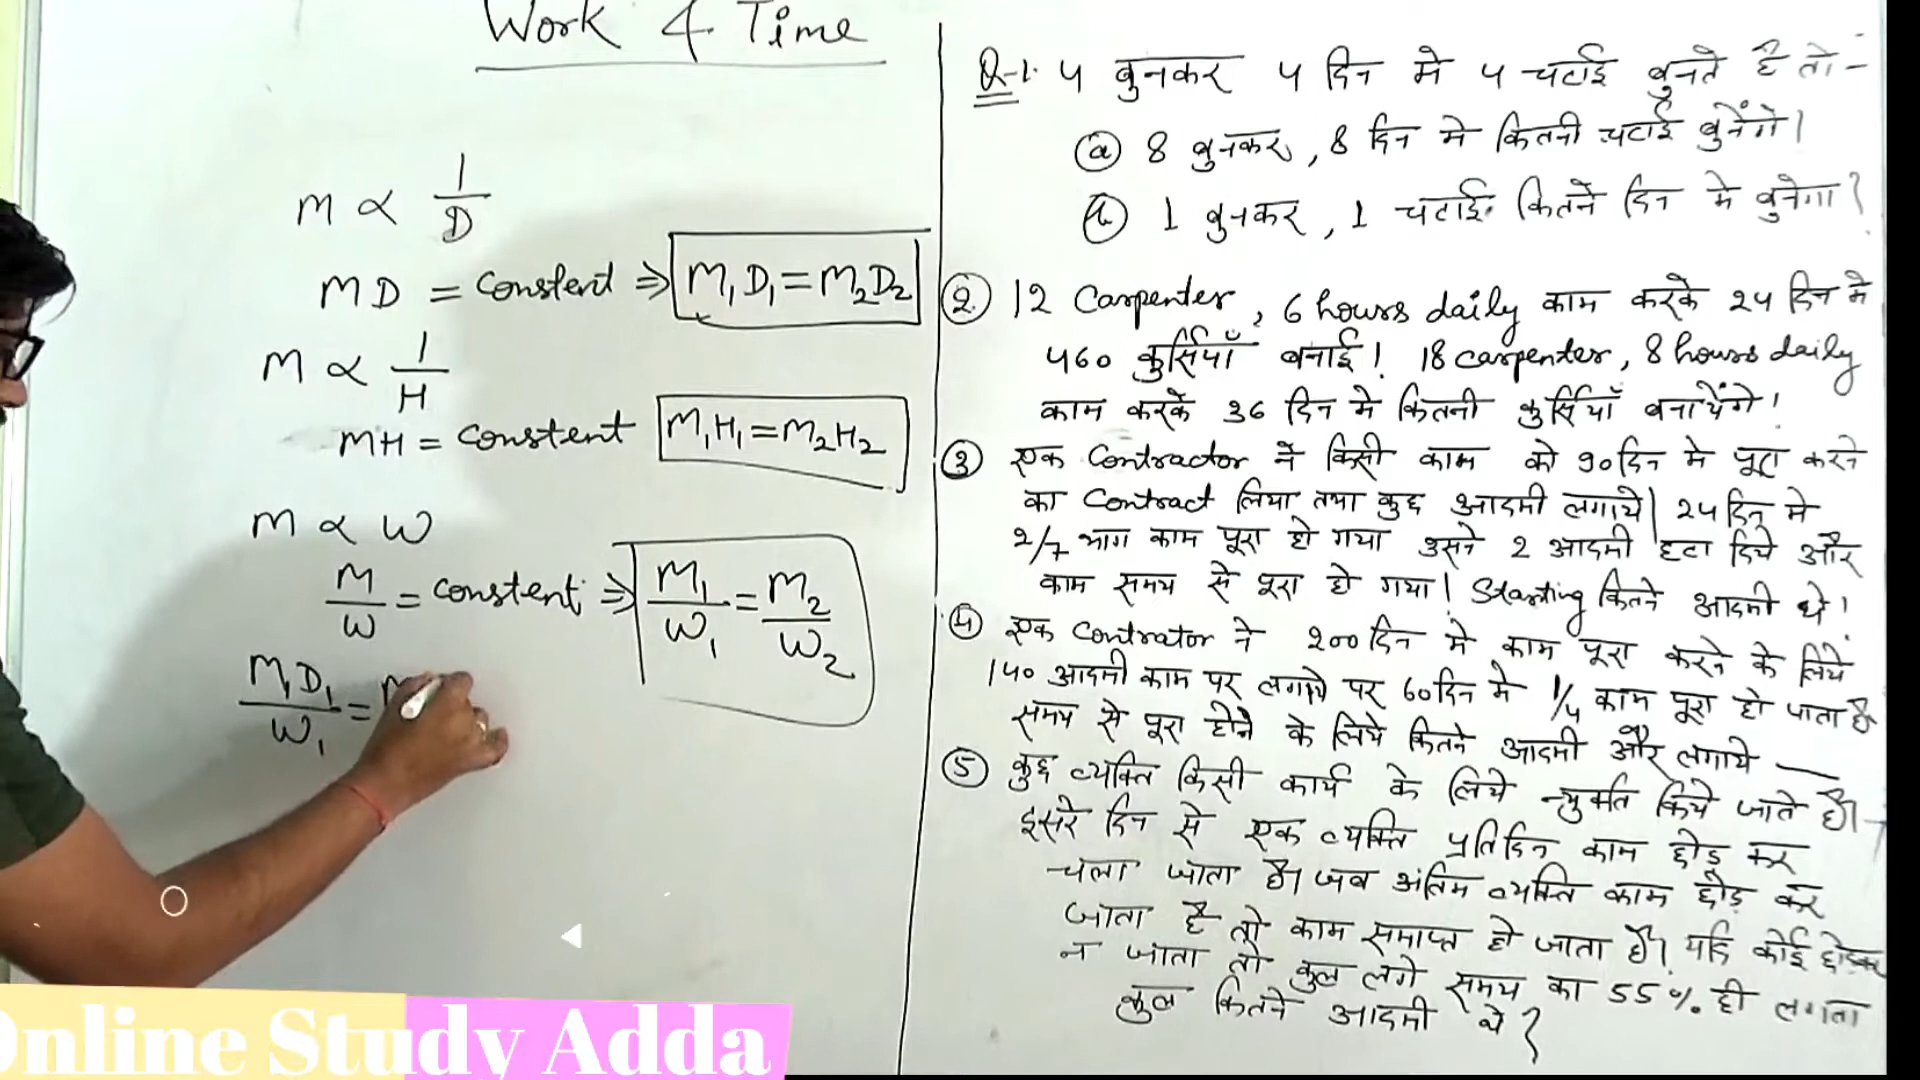 Work & Time
M ∝ 1/D
MD = Constent ⇒ M₁D₁ = M₂D₂
M ∝ 1/H
MH = Constent M₁H₁ = M₂H₂
M ∝ W
M/W = constent ⇒ M₁/W₁ = M₂/W₂
M₁D₁/W₁ =
Q-1. 4 बुनकर 4 दिन मे 4 चटाई बुनते है तो -
(a) 8 बुनकर, 8 दिन मे कितनी चटाई बुनेंगे।
(b) 1 बुनकर, 1 चटाई कितने दिन मे बुनेगा?
(2) 12 Carpenter, 6 hours daily काम करके 24 दिन मे
460 कुर्सियाँ बनाई! 18 carpenter, 8 hours daily
काम करके 36 दिन मे कितनी कुर्सियाँ बनायेंगे!
(3) एक Contractor ने किसी काम को 90 दिन मे पूरा करने
का Contract लिया तथा कुछ आदमी लगाये। 24 दिन मे
2/7 भाग काम पूरा हो गया उसने 2 आदमी हटा दिये और
काम समय से पूरा हो गया! Starting कितने आदमी थे!
(4) एक Contrator ने 200 दिन मे काम पूरा करने के लिये
140 आदमी काम पर लगाये पर 60 दिन मे 1/4 काम पूरा हो पाता है
समय से पूरा होने के लिये कितने आदमी और लगाये
(5) कुछ व्यक्ति किसी कार्य के लिये न्युक्ति किये जाते है।
दूसरे दिन से एक व्यक्ति प्रतिदिन काम छोड़ कर
चला जाता है। जब अंतिम व्यक्ति काम छोड़ कर
जाता है तो काम समाप्त हो जाता है। यदि कोई छोडकर
न जाता तो कुल लगे समय का 55% ही लगता
कुल कितने आदमी थे?
Online Study Adda